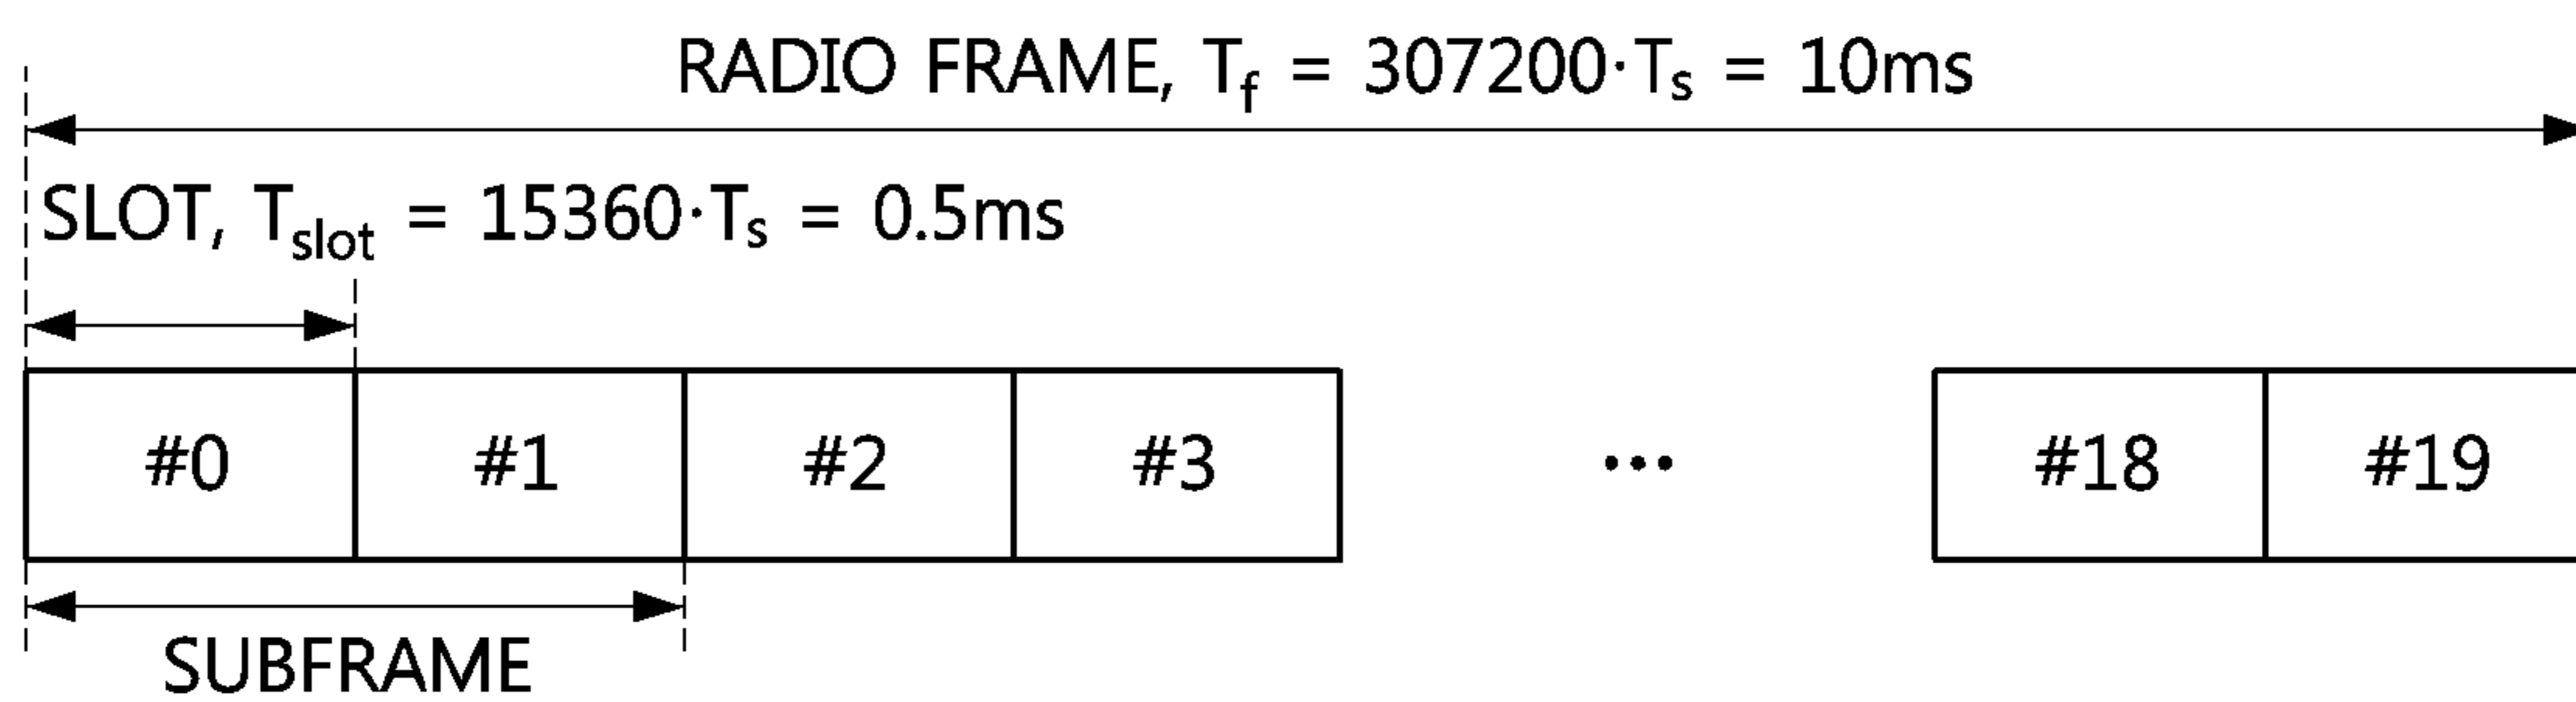 RADIO FRAME, Tf = 307200·Ts = 10ms
SLOT, Tslot = 15360·Ts = 0.5ms
#0 #1 #2 #3 ••• #18 #19
SUBFRAME